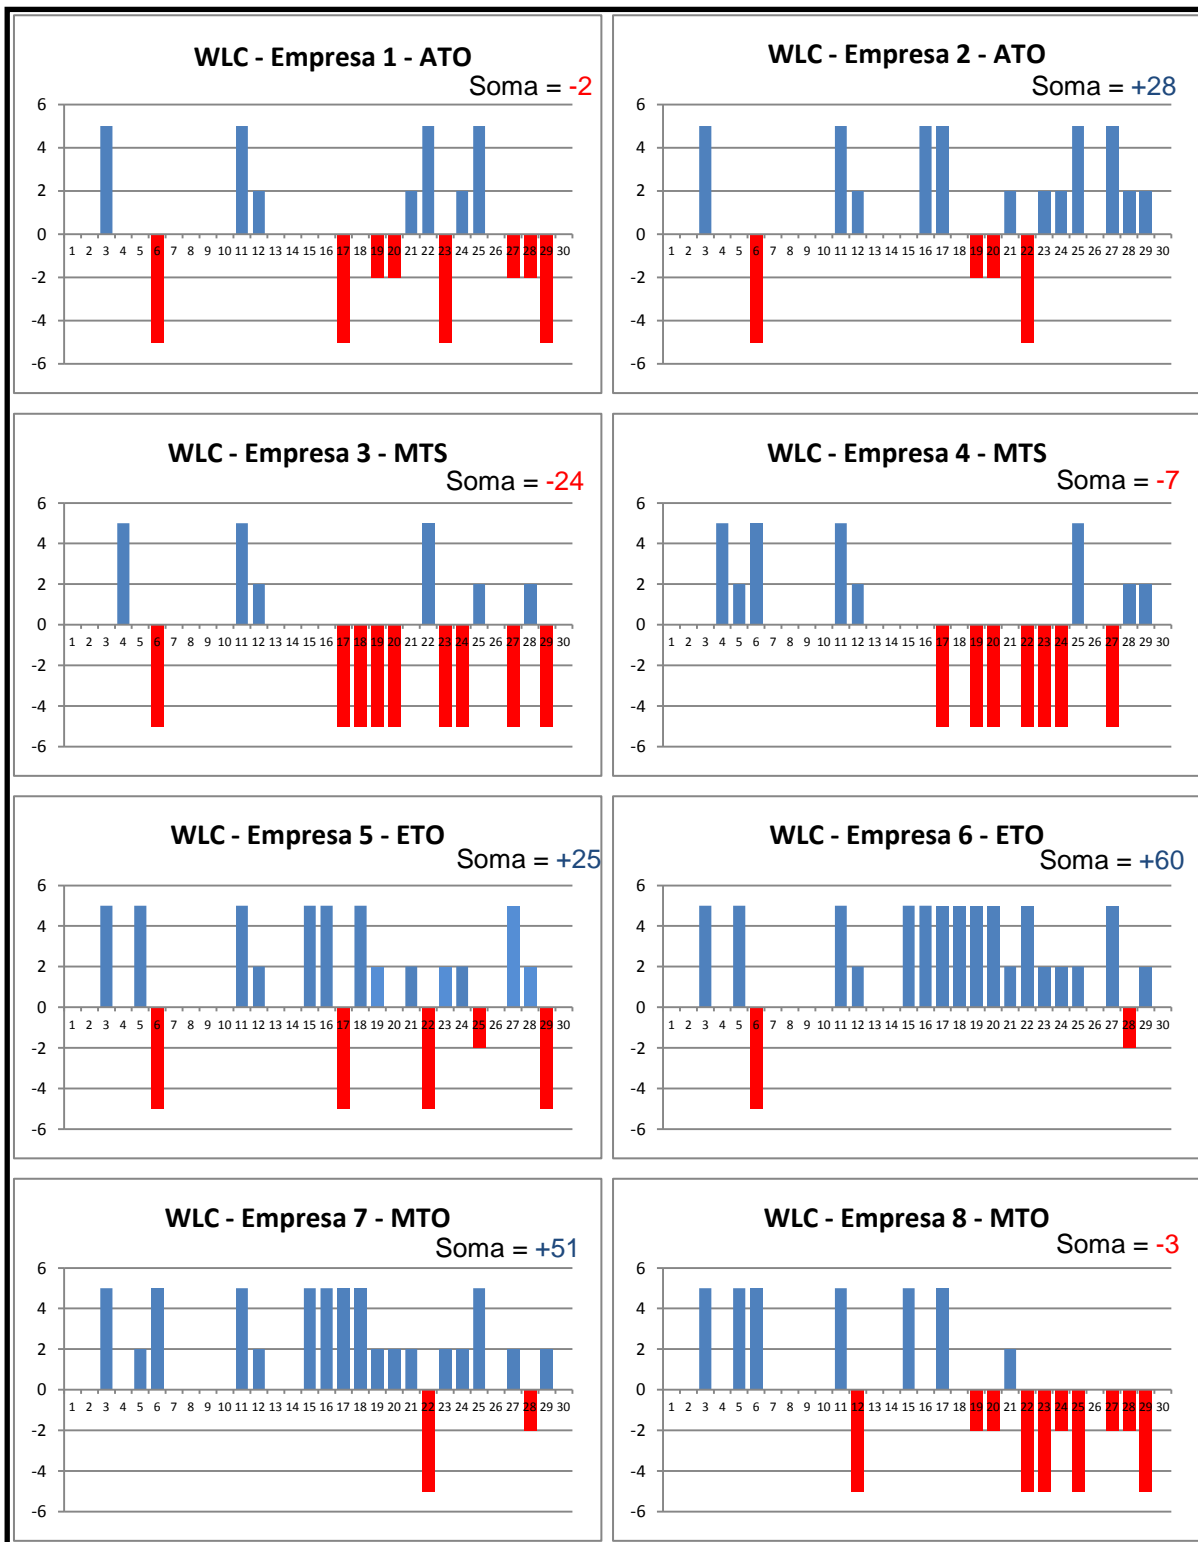 WLC - Empresa 1 - ATO
Soma = -2
6
4
2
0
1 2 3 4 5 6 7 8 9 10 11 12 13 14 15 16 17 18 19 20 21 22 23 24 25 26 27 28 29 30
-2
-4
-6
WLC - Empresa 2 - ATO
Soma = +28
6
4
2
0
1 2 3 4 5 6 7 8 9 10 11 12 13 14 15 16 17 18 19 20 21 22 23 24 25 26 27 28 29 30
-2
-4
-6
WLC - Empresa 3 - MTS
Soma = -24
6
4
2
0
1 2 3 4 5 6 7 8 9 10 11 12 13 14 15 16 17 18 19 20 21 22 23 24 25 26 27 28 29 30
-2
-4
-6
WLC - Empresa 4 - MTS
Soma = -7
6
4
2
0
1 2 3 4 5 6 7 8 9 10 11 12 13 14 15 16 17 18 19 20 21 22 23 24 25 26 27 28 29 30
-2
-4
-6
WLC - Empresa 5 - ETO
Soma = +25
6
4
2
0
1 2 3 4 5 6 7 8 9 10 11 12 13 14 15 16 17 18 19 20 21 22 23 24 25 26 27 28 29 30
-2
-4
-6
WLC - Empresa 6 - ETO
Soma = +60
6
4
2
0
1 2 3 4 5 6 7 8 9 10 11 12 13 14 15 16 17 18 19 20 21 22 23 24 25 26 27 28 29 30
-2
-4
-6
WLC - Empresa 7 - MTO
Soma = +51
6
4
2
0
1 2 3 4 5 6 7 8 9 10 11 12 13 14 15 16 17 18 19 20 21 22 23 24 25 26 27 28 29 30
-2
-4
-6
WLC - Empresa 8 - MTO
Soma = -3
6
4
2
0
1 2 3 4 5 6 7 8 9 10 11 12 13 14 15 16 17 18 19 20 21 22 23 24 25 26 27 28 29 30
-2
-4
-6